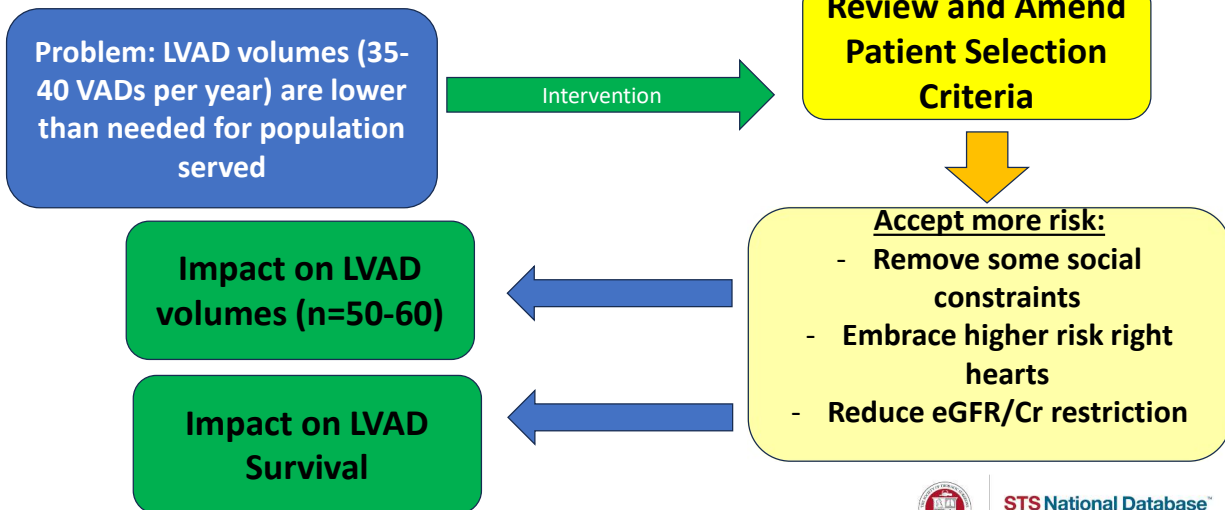 Problem: LVAD volumes (35-
40 VADs per year) are lower
than needed for population
served
Intervention
Review and Amend
Patient Selection
Criteria
Accept more risk:
- Remove some social
constraints
- Embrace higher risk right
hearts
- Reduce eGFR/Cr restriction
Impact on LVAD
volumes (n=50-60)
Impact on LVAD
Survival
STS National Database™